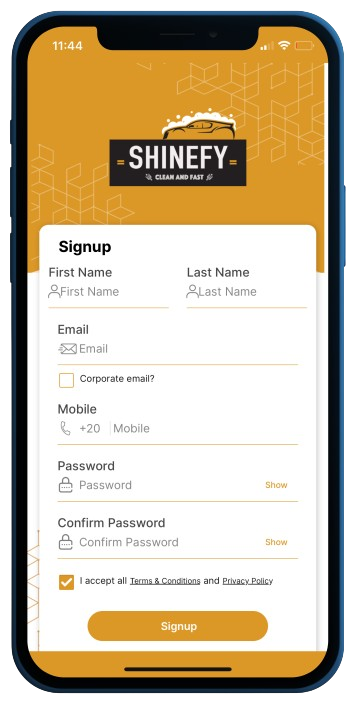 11:44
SHINEFY
CLEAN AND FAST
Signup
First Name Last Name
First Name Last Name
Email
Email
Corporate email?
Mobile
+20 Mobile
Password
Password Show
Confirm Password
Confirm Password Show
I accept all Terms & Conditions and Privacy Policy
Signup